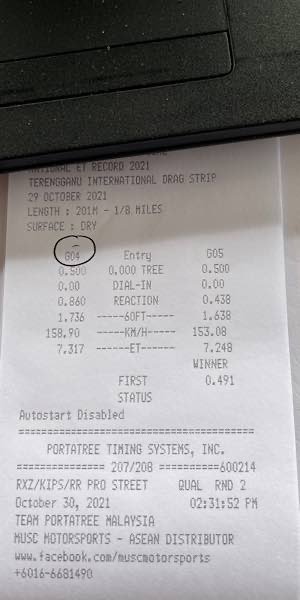 NATIONAL ET RECORD 2021
TERENGGANU INTERNATIONAL DRAG STRIP
29 OCTOBER 2021
LENGTH : 201M - 1/8 MILES
SURFACE : DRY
G04 Entry G05
0.500 0.000 TREE 0.500
0.00 DIAL-IN 0.00
0.860 REACTION 0.438
1.736 -----60FT----- 1.638
158.90 -----KM/H----- 153.08
7.317 ------ET------ 7.248
WINNER
FIRST 0.491
STATUS
Autostart Disabled
========================================
PORTATREE TIMING SYSTEMS, INC.
=============== 207/208 ==========600214
RXZ/KIPS/RR PRO STREET QUAL RND 2
October 30, 2021 02:31:52 PM
TEAM PORTATREE MALAYSIA
MUSC MOTORSPORTS - ASEAN DISTRIBUTOR
www.facebook.com/muscmotorsports
+6016-6681490